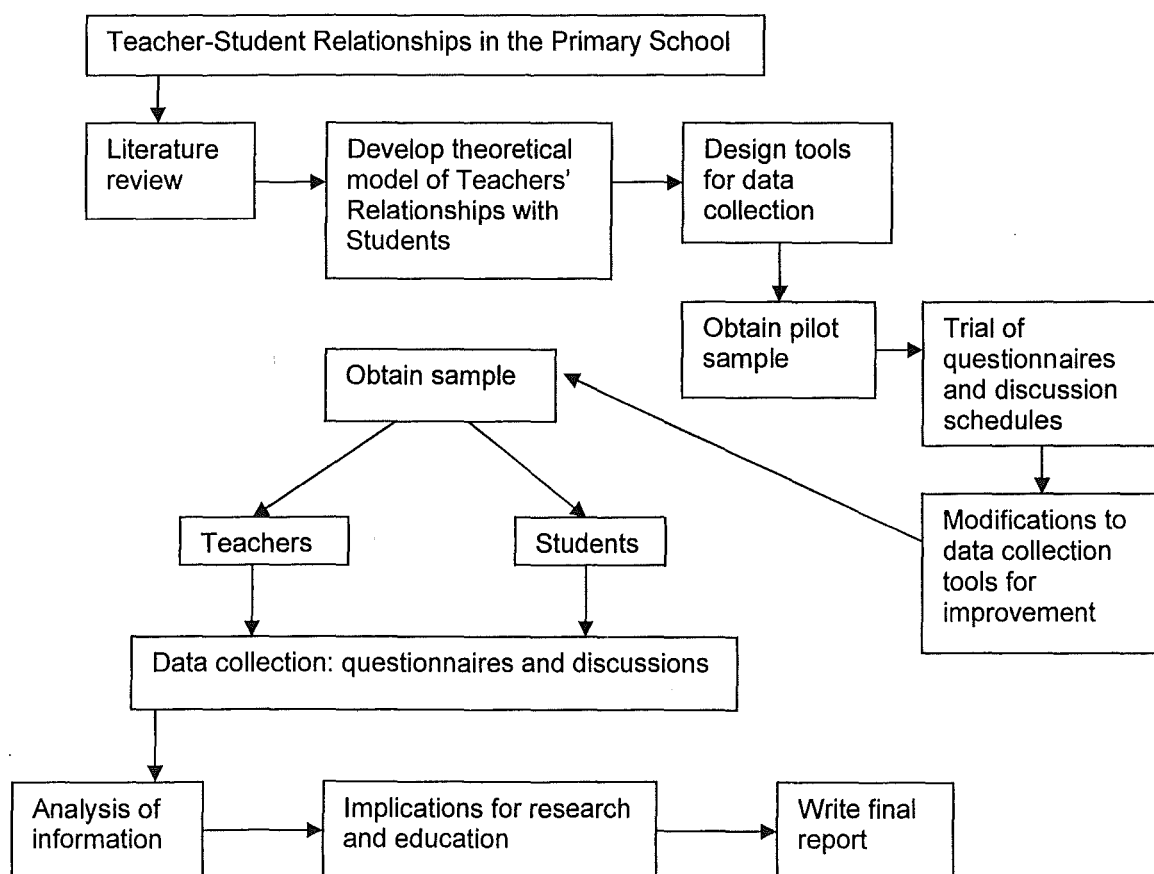 Teacher-Student Relationships in the Primary School
Literature
review
Develop theoretical
model of Teachers'
Relationships with
Students
Design tools
for data
collection
Obtain pilot
sample
Trial of
questionnaires
and discussion
schedules
Modifications to
data collection
tools for
improvement
Obtain sample
Teachers
Students
Data collection: questionnaires and discussions
Analysis of
information
Implications for research
and education
Write final
report